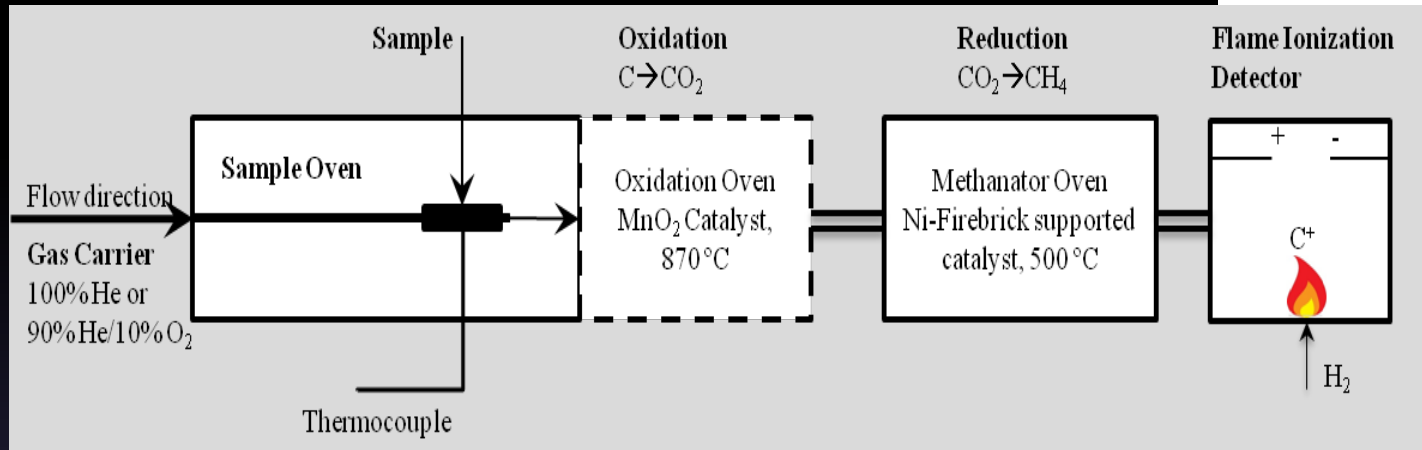 Sample
Oxidation
C→CO₂
Reduction
CO₂→CH₄
Flame Ionization
Detector
Sample Oven
Flow direction
Gas Carrier
100%He or
90%He/10%O₂
Oxidation Oven
MnO₂ Catalyst,
870°C
Methanator Oven
Ni-Firebrick supported
catalyst, 500°C
+ -
C⁺
H₂
Thermocouple